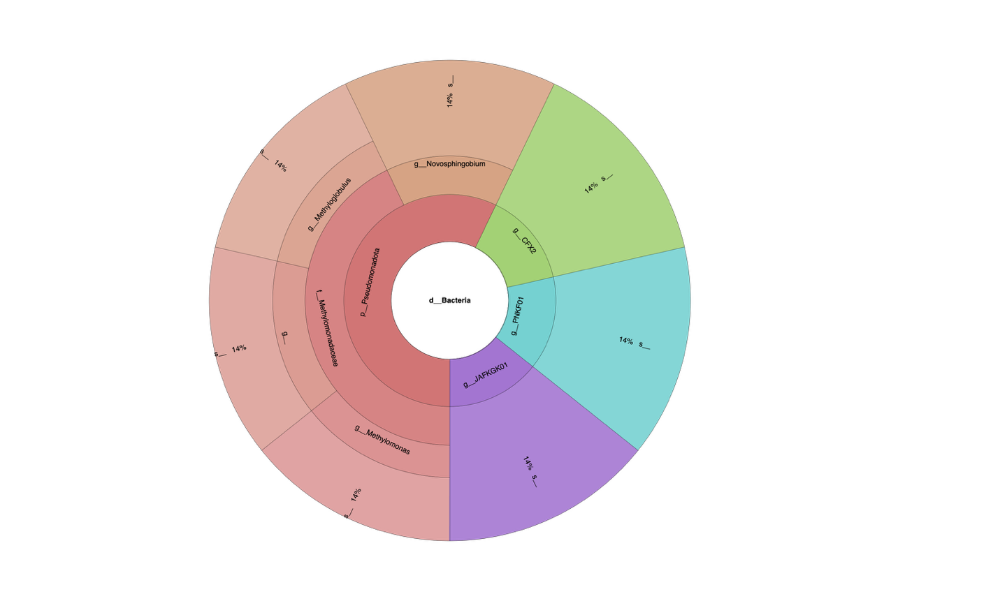 14% s__
g__Novosphingobium
s__ 14%
g__Methyloglobulus
14% s__
g__CFX2
p__Pseudomonadota
d__Bacteria
g__PNKF01
f__Methylomonadaceae
g__
s__ 14%
14% s__
g__JAFKGK01
g__Methylomonas
14% s__
s__ 14%